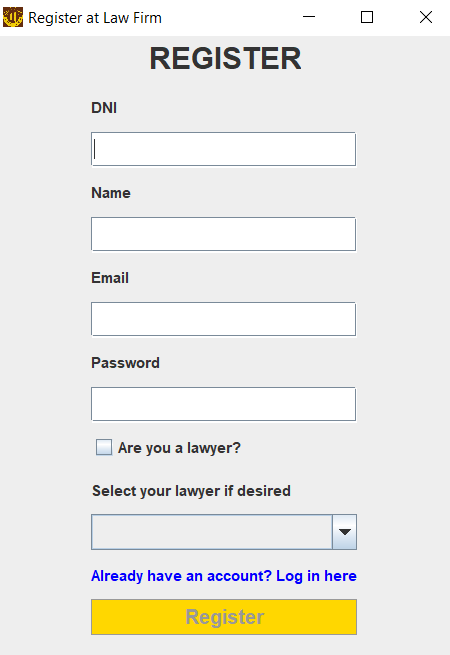 Register at Law Firm
REGISTER
DNI
Name
Email
Password
Are you a lawyer?
Select your lawyer if desired
Already have an account? Log in here
Register